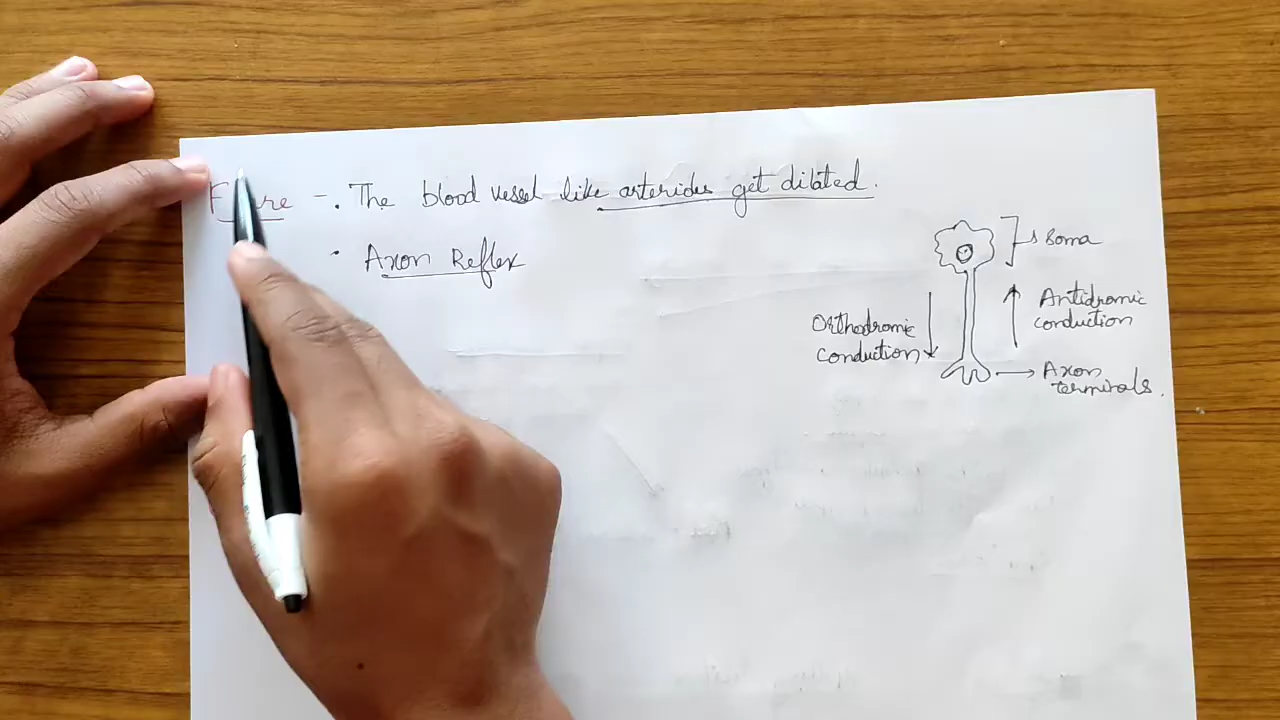 - . The blood vessel like arterioles get dilated.
. Axon Reflex
Soma
Orthodromic
conduction
Antidromic
conduction
Axon
terminals.